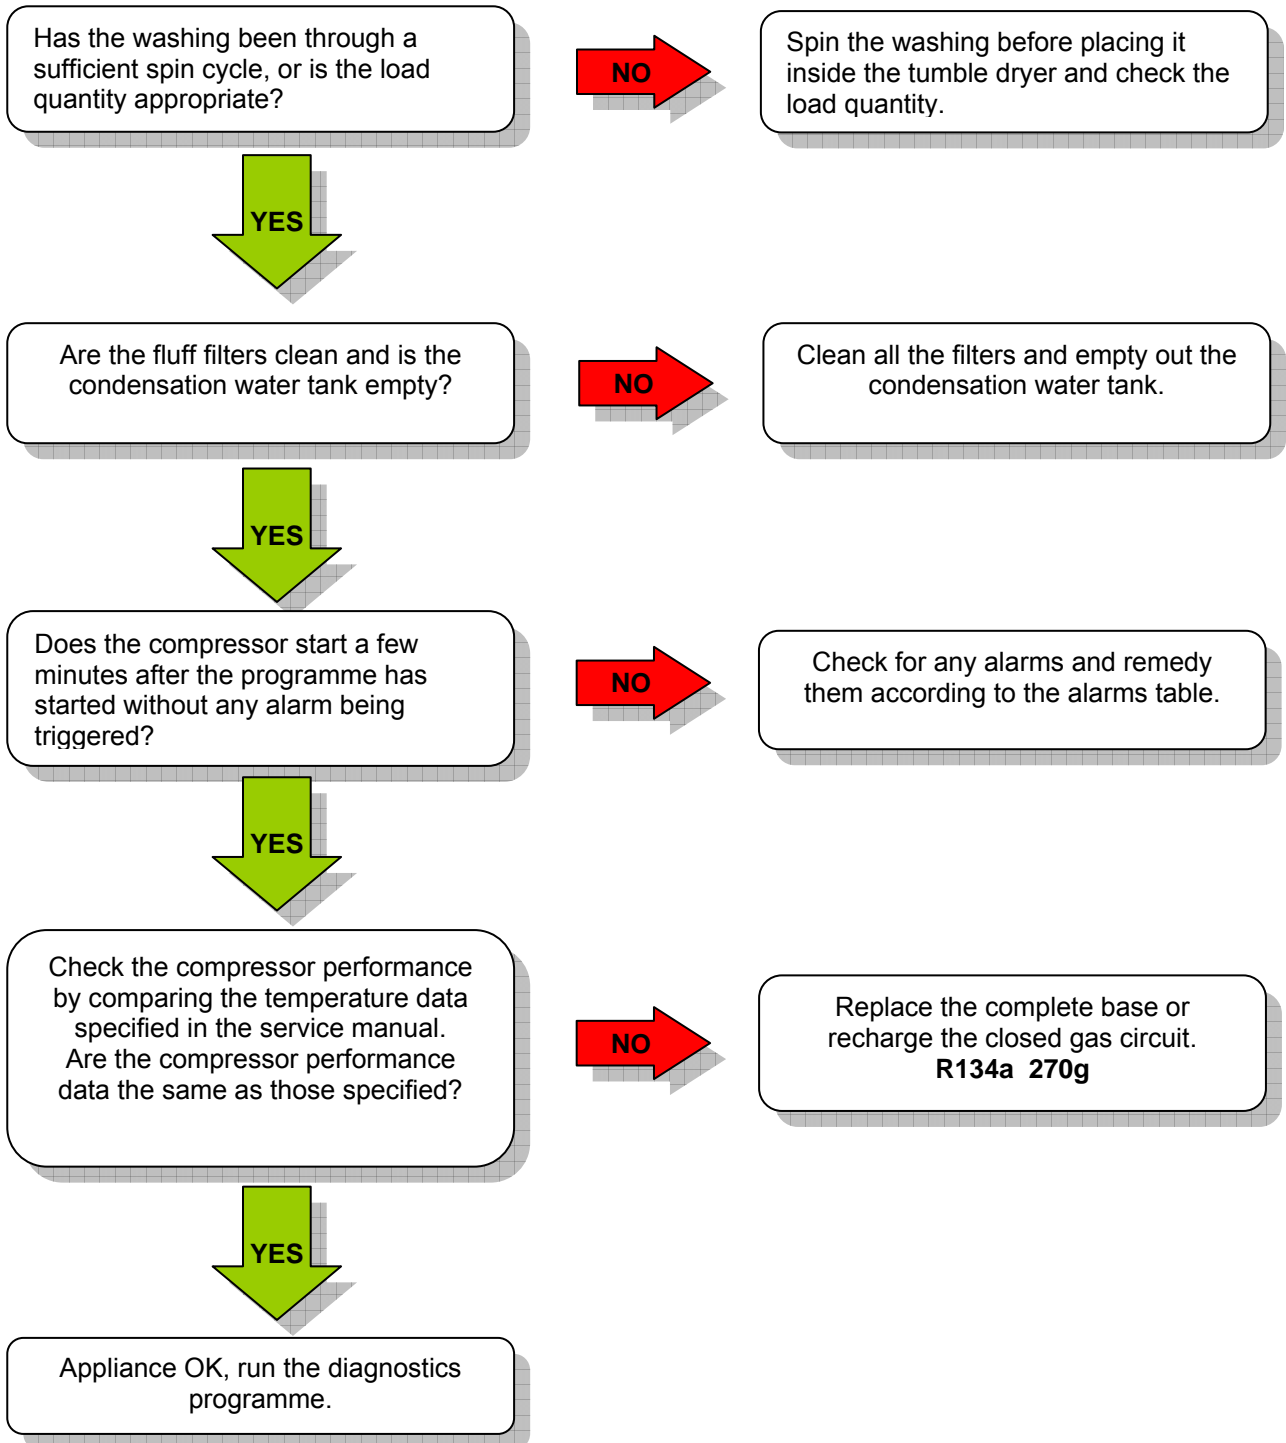 Has the washing been through a
sufficient spin cycle, or is the load
quantity appropriate?
NO
Spin the washing before placing it
inside the tumble dryer and check the
load quantity.
YES
Are the fluff filters clean and is the
condensation water tank empty?
NO
Clean all the filters and empty out the
condensation water tank.
YES
Does the compressor start a few
minutes after the programme has
started without any alarm being
triggered?
NO
Check for any alarms and remedy
them according to the alarms table.
YES
Check the compressor performance
by comparing the temperature data
specified in the service manual.
Are the compressor performance
data the same as those specified?
NO
Replace the complete base or
recharge the closed gas circuit.
R134a 270g
YES
Appliance OK, run the diagnostics
programme.